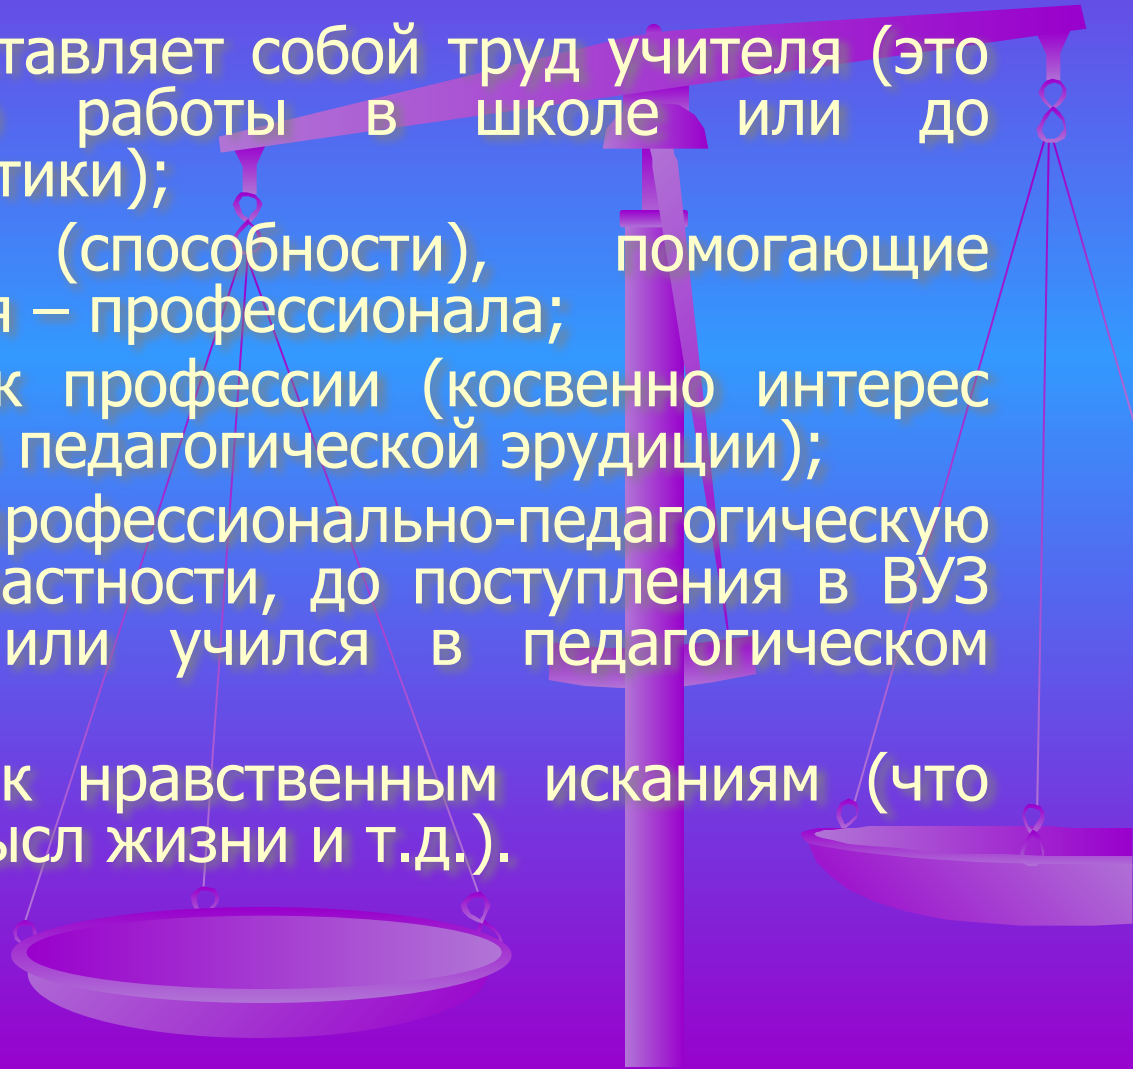 тавляет собой труд учителя (это
работы в школе или до
тики);
(способности), помогающие
я – профессионала;
к профессии (косвенно интерес
педагогической эрудиции);
рофессионально-педагогическую
астности, до поступления в ВУЗ
или учился в педагогическом
к нравственным исканиям (что
ысл жизни и т.д.).